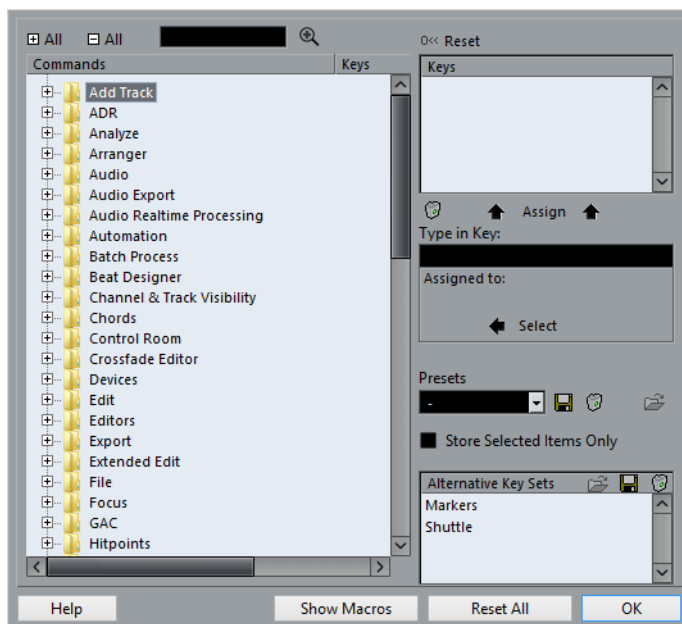 All All
Commands Keys
Add Track
ADR
Analyze
Arranger
Audio
Audio Export
Audio Realtime Processing
Automation
Batch Process
Beat Designer
Channel & Track Visibility
Chords
Control Room
Crossfade Editor
Devices
Edit
Editors
Export
Extended Edit
File
Focus
GAC
Hitpoints
0<< Reset
Keys
Assign
Type in Key:
Assigned to:
Select
Presets
-
Store Selected Items Only
Alternative Key Sets
Markers
Shuttle
Help Show Macros Reset All OK